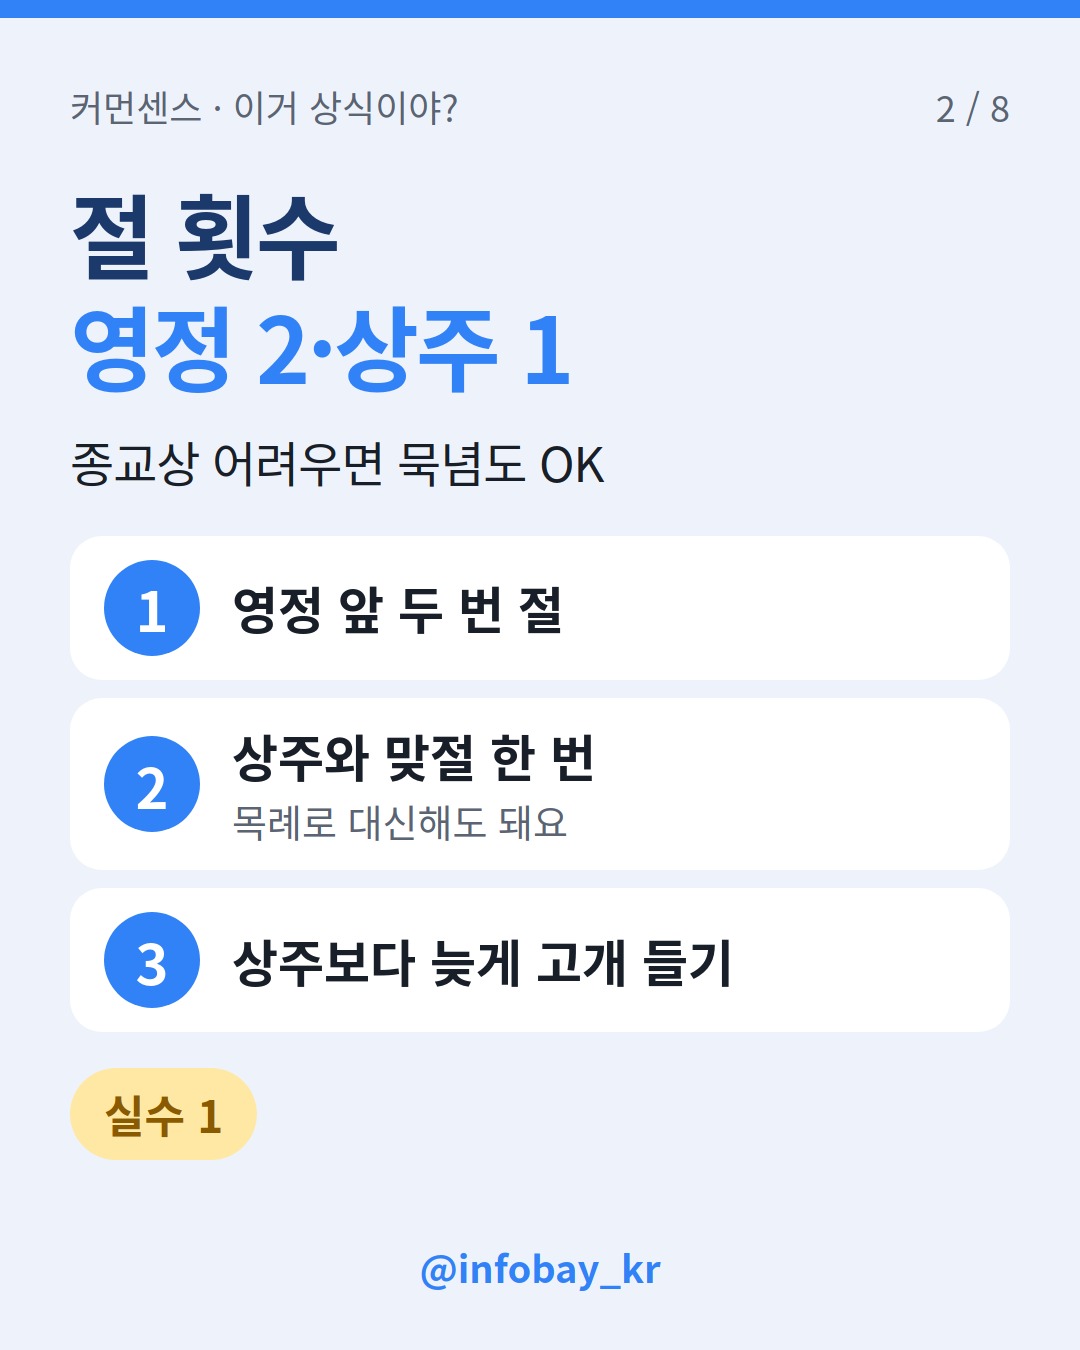 커먼센스 · 이거 상식이야?
2 / 8
절 횟수
영정 2·상주 1
종교상 어려우면 묵념도 OK
1
영정 앞 두 번 절
2
상주와 맞절 한 번
목례로 대신해도 돼요
3
상주보다 늦게 고개 들기
실수 1
@infobay_kr